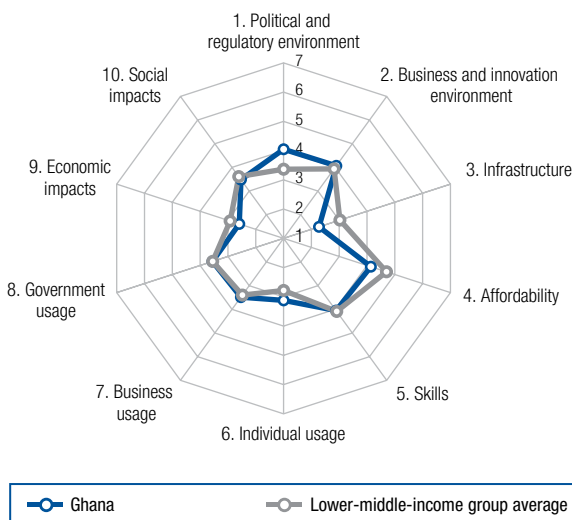 1. Political and
regulatory environment
7
6
5
4
3
2
1
10. Social
impacts
2. Business and innovation
environment
9. Economic
impacts
3. Infrastructure
8. Government
usage
4. Affordability
7. Business
usage
5. Skills
6. Individual usage
Ghana
Lower-middle-income group average